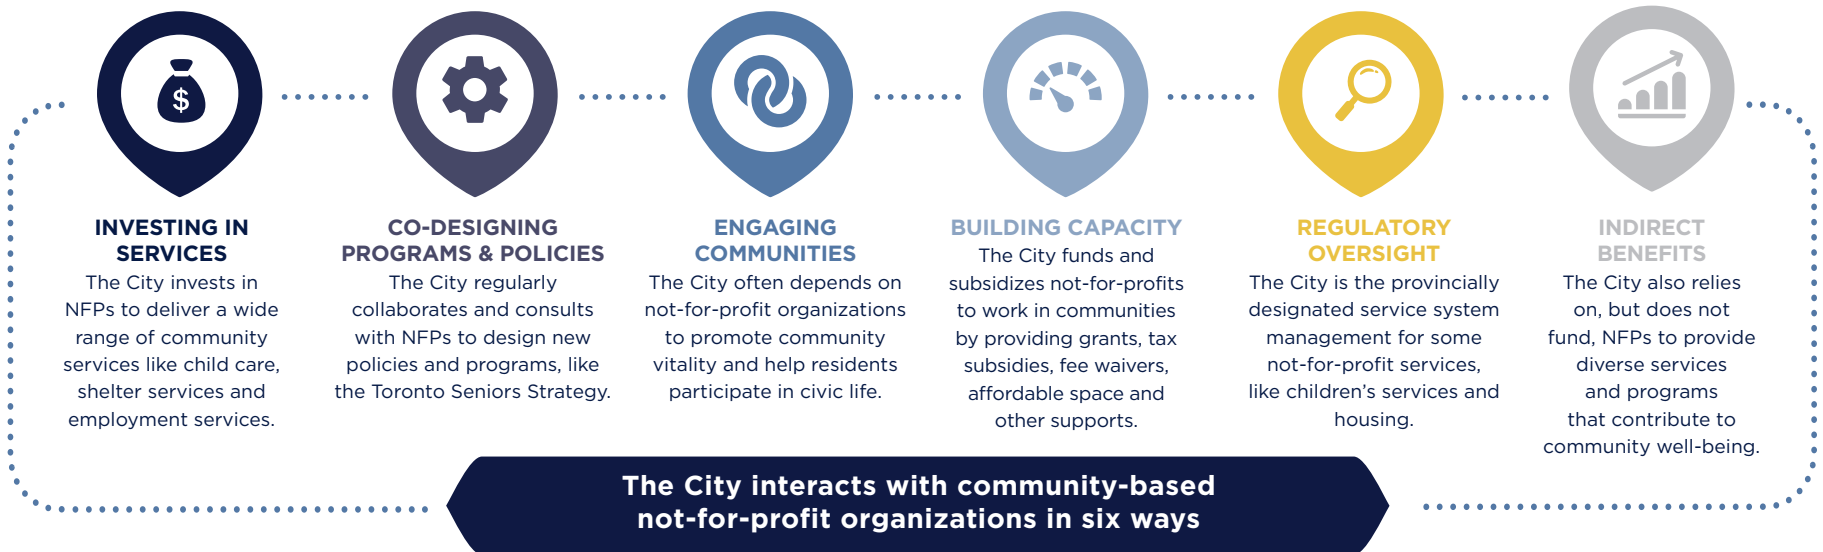 $
INVESTING IN
SERVICES
The City invests in
NFPs to deliver a wide
range of community
services like child care,
shelter services and
employment services.
CO-DESIGNING
PROGRAMS & POLICIES
The City regularly
collaborates and consults
with NFPs to design new
policies and programs, like
the Toronto Seniors Strategy.
ENGAGING
COMMUNITIES
The City often depends on
not-for-profit organizations
to promote community
vitality and help residents
participate in civic life.
BUILDING CAPACITY
The City funds and
subsidizes not-for-profits
to work in communities
by providing grants, tax
subsidies, fee waivers,
affordable space and
other supports.
REGULATORY
OVERSIGHT
The City is the provincially
designated service system
management for some
not-for-profit services,
like children’s services and
housing.
INDIRECT
BENEFITS
The City also relies
on, but does not
fund, NFPs to provide
diverse services
and programs
that contribute to
community well-being.
The City interacts with community-based
not-for-profit organizations in six ways